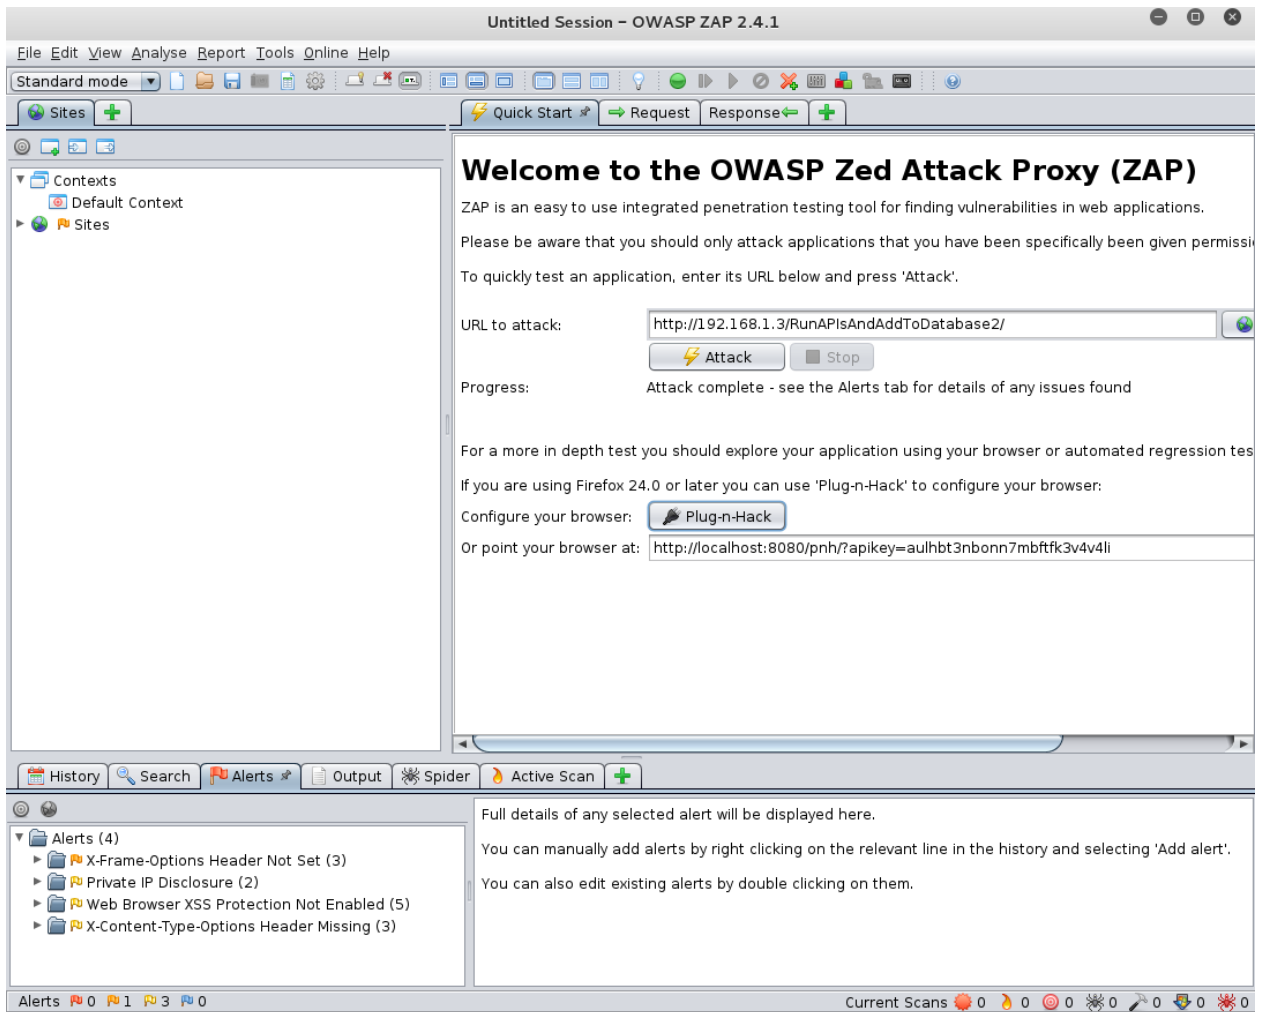 Untitled Session – OWASP ZAP 2.4.1
File Edit View Analyse Report Tools Online Help
Standard mode
Sites
Quick Start Request Response
Contexts
Default Context
Sites
Welcome to the OWASP Zed Attack Proxy (ZAP)
ZAP is an easy to use integrated penetration testing tool for finding vulnerabilities in web applications.
Please be aware that you should only attack applications that you have been specifically been given permissi
To quickly test an application, enter its URL below and press 'Attack'.
URL to attack: http://192.168.1.3/RunAPIsAndAddToDatabase2/
Attack Stop
Progress: Attack complete - see the Alerts tab for details of any issues found
For a more in depth test you should explore your application using your browser or automated regression tes
If you are using Firefox 24.0 or later you can use 'Plug-n-Hack' to configure your browser:
Configure your browser: Plug-n-Hack
Or point your browser at: http://localhost:8080/pnh/?apikey=aulhbt3nbonn7mbftfk3v4v4li
History Search Alerts Output Spider Active Scan
Alerts (4)
X-Frame-Options Header Not Set (3)
Private IP Disclosure (2)
Web Browser XSS Protection Not Enabled (5)
X-Content-Type-Options Header Missing (3)
Full details of any selected alert will be displayed here.
You can manually add alerts by right clicking on the relevant line in the history and selecting 'Add alert'.
You can also edit existing alerts by double clicking on them.
Alerts 0 1 3 0 Current Scans 0 0 0 0 0 0 0